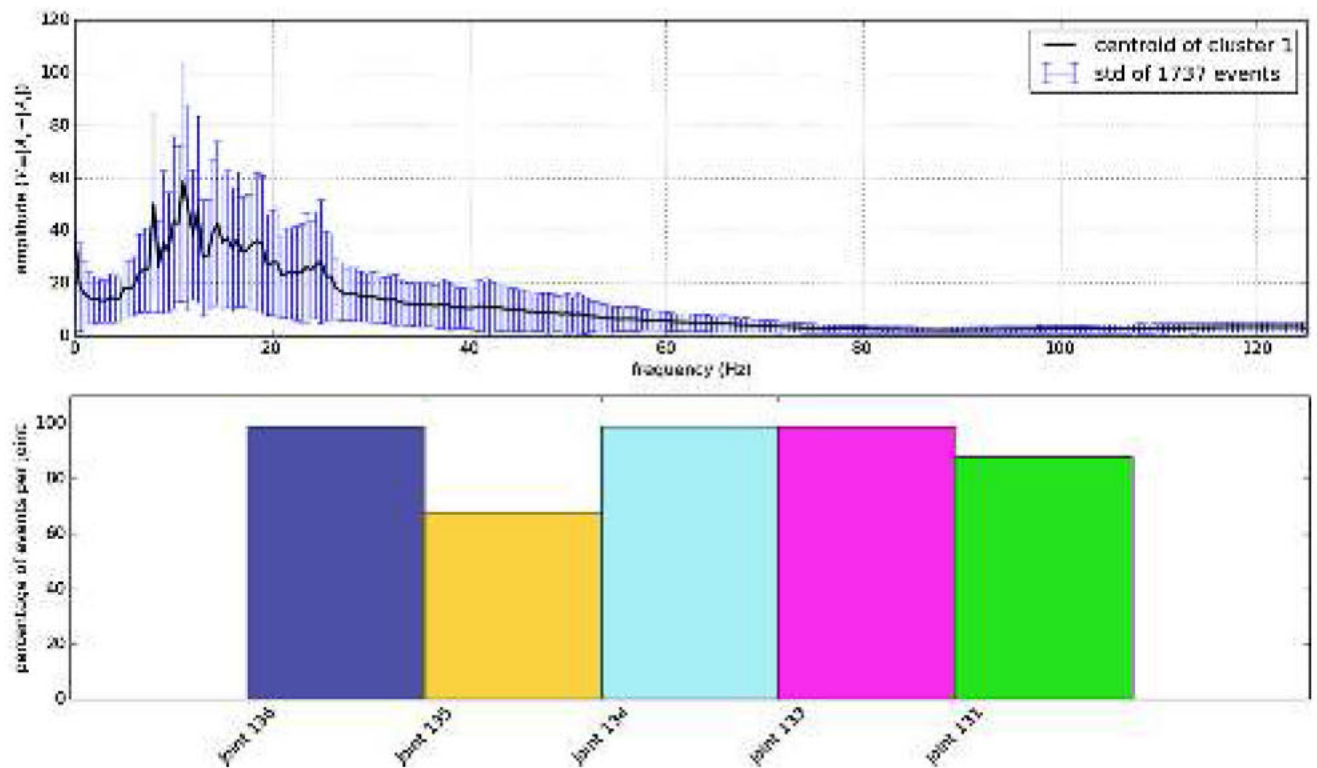 120
100
80
60
40
20
0
centroid of cluster 1
std of 1737 events
0 20 40 60 80 100 120
frequency (Hz)
percentage of events per joint
100
80
60
40
20
0
Joint 136
Joint 135
Joint 134
Joint
Joint 131